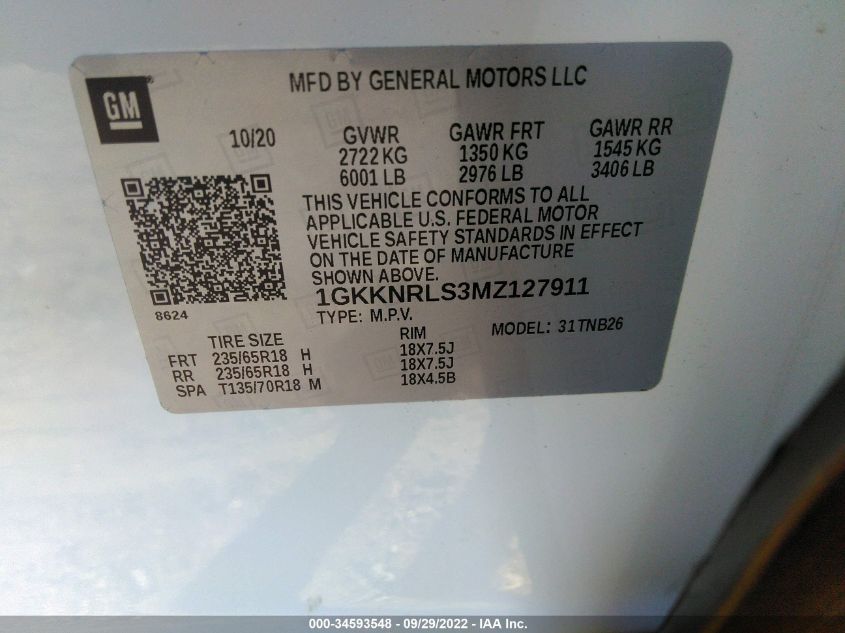 MFD BY GENERAL MOTORS LLC
GM
10/20 GVWR GAWR FRT GAWR RR
2722 KG 1350 KG 1545 KG
6001 LB 2976 LB 3406 LB
THIS VEHICLE CONFORMS TO ALL
APPLICABLE U.S. FEDERAL MOTOR
VEHICLE SAFETY STANDARDS IN EFFECT
ON THE DATE OF MANUFACTURE
SHOWN ABOVE.
8624
1GKKNRLS3MZ127911
TYPE: M.P.V. MODEL: 31TNB26
TIRE SIZE RIM
FRT 235/65R18 H 18X7.5J
RR 235/65R18 H 18X7.5J
SPA T135/70R18 M 18X4.5B
000-34593548 - 09/29/2022 - IAA Inc.